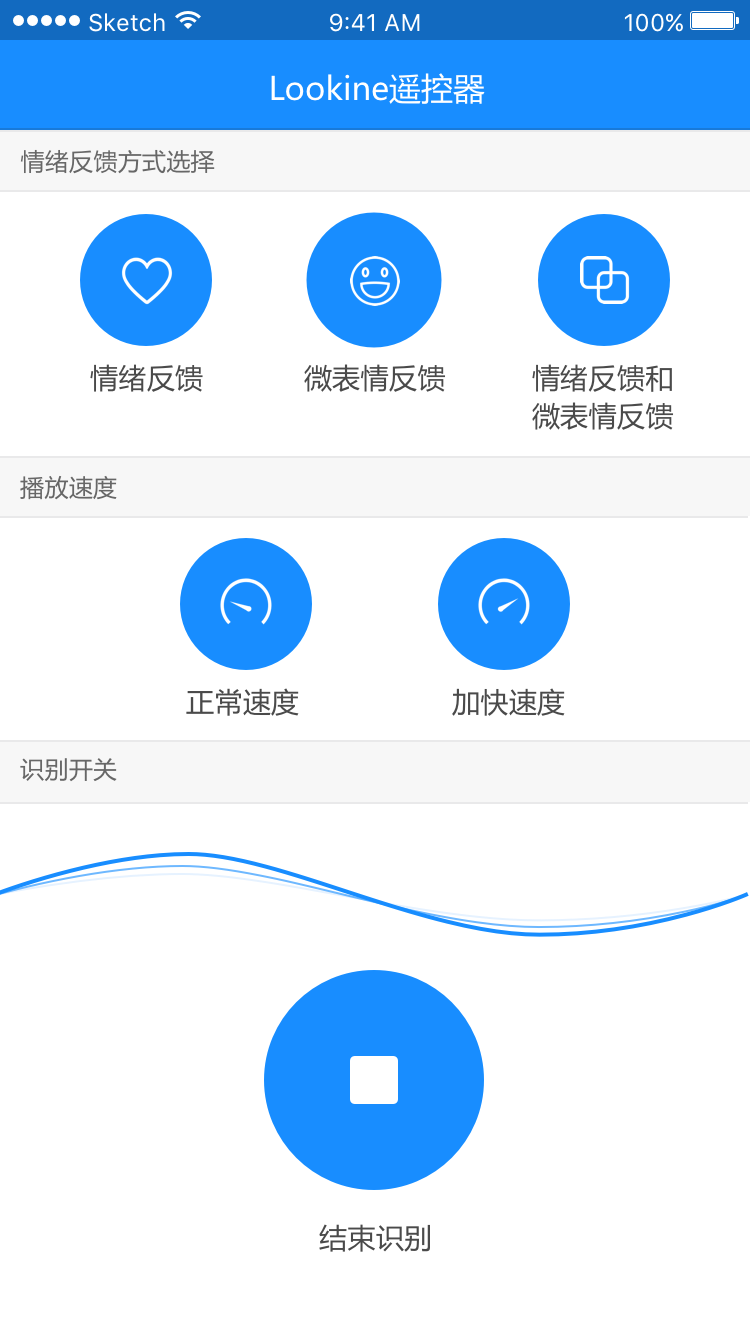 Sketch 9:41 AM 100%
Lookine遥控器
情绪反馈方式选择
情绪反馈 微表情反馈 情绪反馈和
微表情反馈
播放速度
正常速度 加快速度
识别开关
结束识别